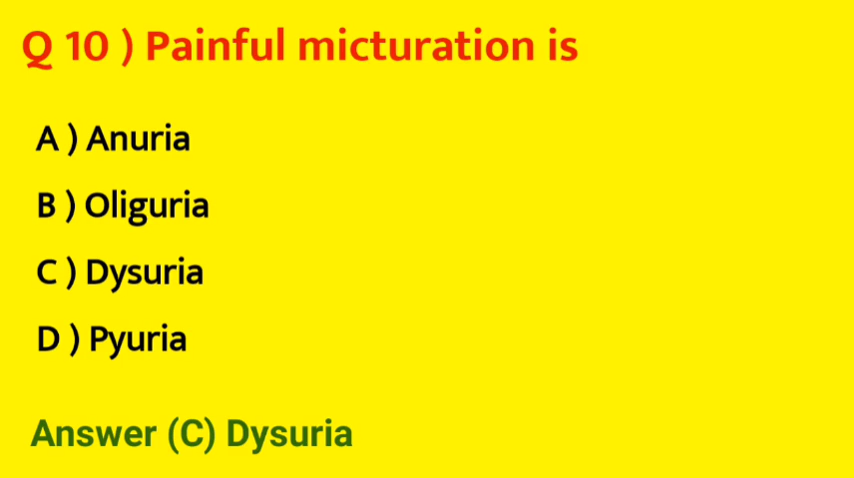 Q 10 ) Painful micturation is
A ) Anuria
B ) Oliguria
C ) Dysuria
D ) Pyuria
Answer (C) Dysuria